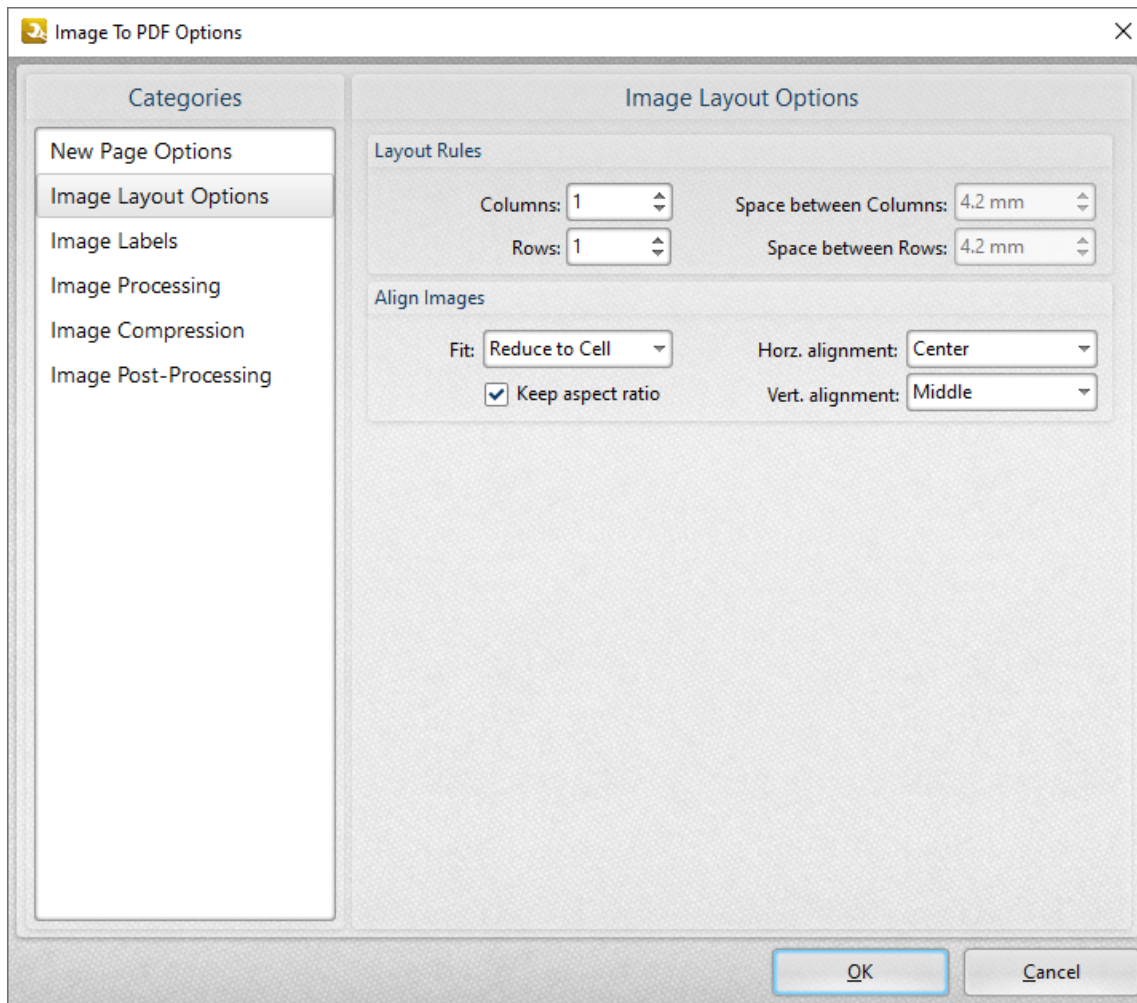 Image To PDF Options
Categories
New Page Options
Image Layout Options
Image Labels
Image Processing
Image Compression
Image Post-Processing
Image Layout Options
Layout Rules
Columns: 1 Space between Columns: 4.2 mm
Rows: 1 Space between Rows: 4.2 mm
Align Images
Fit: Reduce to Cell Horz. alignment: Center
Keep aspect ratio Vert. alignment: Middle
OK Cancel